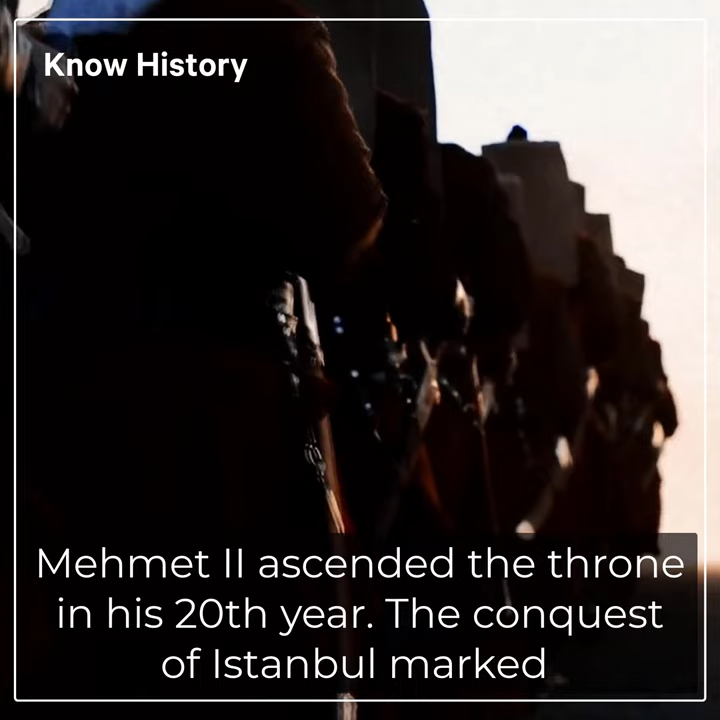 Know History
Mehmet II ascended the throne
in his 20th year. The conquest
of Istanbul marked